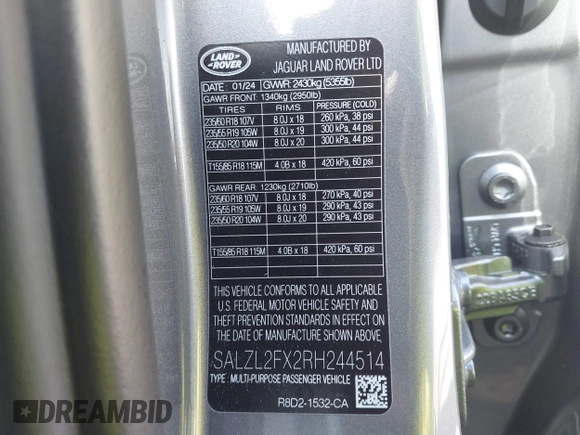 LAND ROVER
MANUFACTURED BY
JAGUAR LAND ROVER LTD
DATE : 01/24 GVWR: 2430kg (5355lb)
GAWR FRONT: 1340kg (2950lb)
TIRES RIMS PRESSURE (COLD)
235/60 R18 107V 8.0J x 18 260 kPa, 38 psi
235/55 R19 105W 8.0J x 19 300 kPa, 44 psi
235/50 R20 104W 8.0J x 20 300 kPa, 44 psi
T155/85 R18 115M 4.0B x 18 420 kPa, 60 psi
GAWR REAR: 1230kg (2710lb)
235/60 R18 107V 8.0J x 18 270 kPa, 40 psi
235/55 R19 105W 8.0J x 19 290 kPa, 43 psi
235/50 R20 104W 8.0J x 20 290 kPa, 43 psi
T155/85 R18 115M 4.0B x 18 420 kPa, 60 psi
THIS VEHICLE CONFORMS TO ALL APPLICABLE
U.S. FEDERAL MOTOR VEHICLE SAFETY AND
THEFT PREVENTION STANDARDS IN EFFECT ON
THE DATE OF MANUFACTURE SHOWN ABOVE.
SALZL2FX2RH244514
TYPE : MULTI-PURPOSE PASSENGER VEHICLE
R8D2-1532-CA
DREAMBID